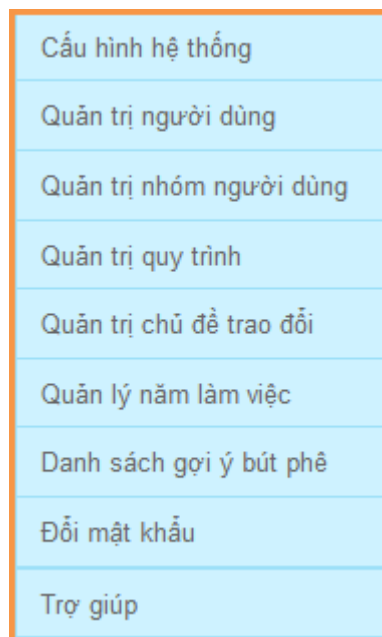 Cấu hình hệ thống
Quản trị người dùng
Quản trị nhóm người dùng
Quản trị quy trình
Quản trị chủ đề trao đổi
Quản lý năm làm việc
Danh sách gợi ý bút phê
Đổi mật khẩu
Trợ giúp